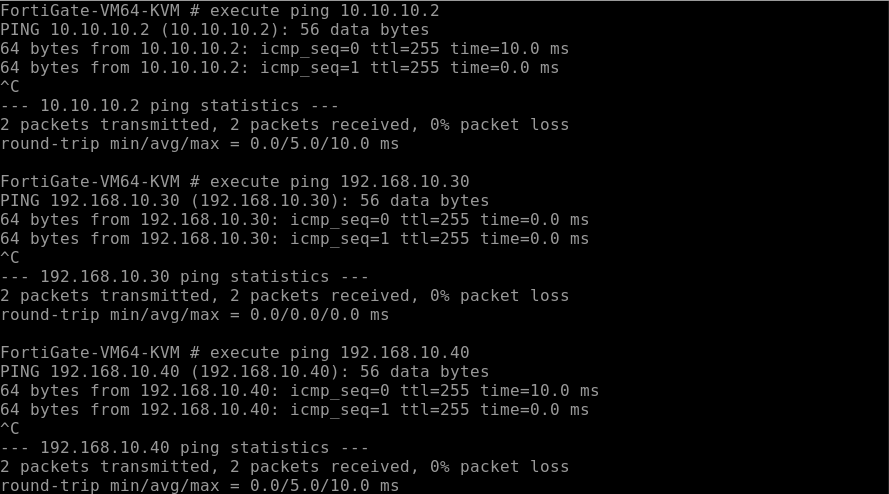 FortiGate-VM64-KVM # execute ping 10.10.10.2
PING 10.10.10.2 (10.10.10.2): 56 data bytes
64 bytes from 10.10.10.2: icmp_seq=0 ttl=255 time=10.0 ms
64 bytes from 10.10.10.2: icmp_seq=1 ttl=255 time=0.0 ms
^C
--- 10.10.10.2 ping statistics ---
2 packets transmitted, 2 packets received, 0% packet loss
round-trip min/avg/max = 0.0/5.0/10.0 ms

FortiGate-VM64-KVM # execute ping 192.168.10.30
PING 192.168.10.30 (192.168.10.30): 56 data bytes
64 bytes from 192.168.10.30: icmp_seq=0 ttl=255 time=0.0 ms
64 bytes from 192.168.10.30: icmp_seq=1 ttl=255 time=0.0 ms
^C
--- 192.168.10.30 ping statistics ---
2 packets transmitted, 2 packets received, 0% packet loss
round-trip min/avg/max = 0.0/0.0/0.0 ms

FortiGate-VM64-KVM # execute ping 192.168.10.40
PING 192.168.10.40 (192.168.10.40): 56 data bytes
64 bytes from 192.168.10.40: icmp_seq=0 ttl=255 time=10.0 ms
64 bytes from 192.168.10.40: icmp_seq=1 ttl=255 time=0.0 ms
^C
--- 192.168.10.40 ping statistics ---
2 packets transmitted, 2 packets received, 0% packet loss
round-trip min/avg/max = 0.0/5.0/10.0 ms